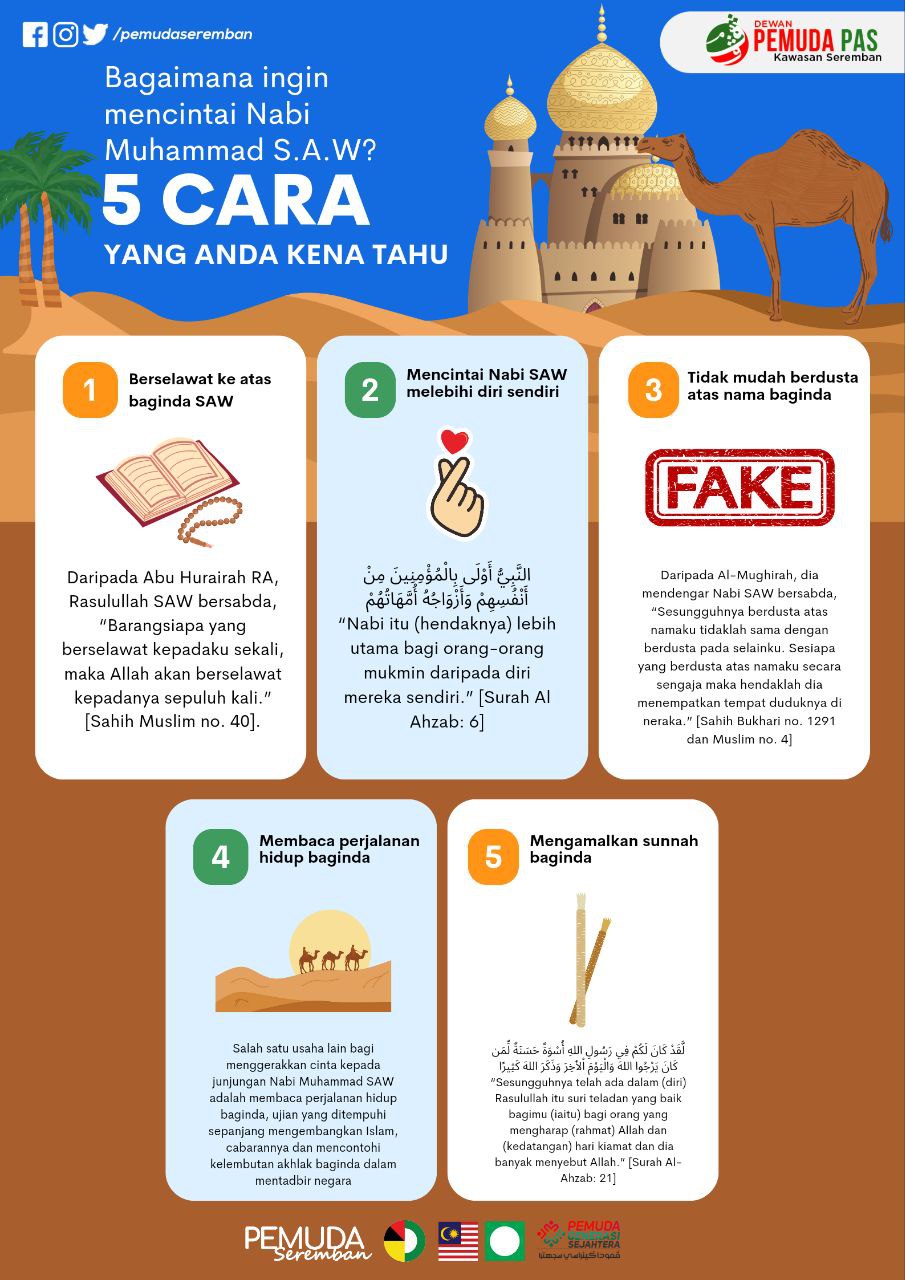 /pemudaseremban
DEWAN
PEMUDA PAS
Kawasan Seremban
Bagaimana ingin
mencintai Nabi
Muhammad S.A.W?
5 CARA
YANG ANDA KENA TAHU
1
Berselawat ke atas
baginda SAW
Daripada Abu Hurairah RA,
Rasulullah SAW bersabda,
“Barangsiapa yang
berselawat kepadaku sekali,
maka Allah akan berselawat
kepadanya sepuluh kali.”
[Sahih Muslim no. 40].
2
Mencintai Nabi SAW
melebihi diri sendiri
النَّبِيُّ أَوْلَى بِالْمُؤْمِنِينَ مِنْ
أَنْفُسِهِمْ وَأَزْوَاجُهُ أُمَّهَاتُهُمْ
“Nabi itu (hendaknya) lebih
utama bagi orang-orang
mukmin daripada diri
mereka sendiri.” [Surah Al
Ahzab: 6]
3
Tidak mudah berdusta
atas nama baginda
FAKE
Daripada Al-Mughirah, dia
mendengar Nabi SAW bersabda,
“Sesungguhnya berdusta atas
namaku tidaklah sama dengan
berdusta pada selainku. Sesiapa
yang berdusta atas namaku secara
sengaja maka hendaklah dia
menempatkan tempat duduknya di
neraka.” [Sahih Bukhari no. 1291
dan Muslim no. 4]
4
Membaca perjalanan
hidup baginda
Salah satu usaha lain bagi
menggerakkan cinta kepada
junjungan Nabi Muhammad SAW
adalah membaca perjalanan hidup
baginda, ujian yang ditempuhi
sepanjang mengembangkan Islam,
cabarannya dan mencontohi
kelembutan akhlak baginda dalam
mentadbir negara
5
Mengamalkan sunnah
baginda
لَّقَدْ كَانَ لَكُمْ فِي رَسُولِ اللهِ أُسْوَةٌ حَسَنَةٌ لِّمَن
كَانَ يَرْجُوا اللهَ وَالْيَوْمَ الْآخِرَ وَذَكَرَ اللهَ كَثِيرًا
“Sesungguhnya telah ada dalam (diri)
Rasulullah itu suri teladan yang baik
bagimu (iaitu) bagi orang yang
mengharap (rahmat) Allah dan
(kedatangan) hari kiamat dan dia
banyak menyebut Allah.” [Surah Al-
Ahzab: 21]
PEMUDA
Seremban
PEMUDA
GENERASI
SEJAHTERA